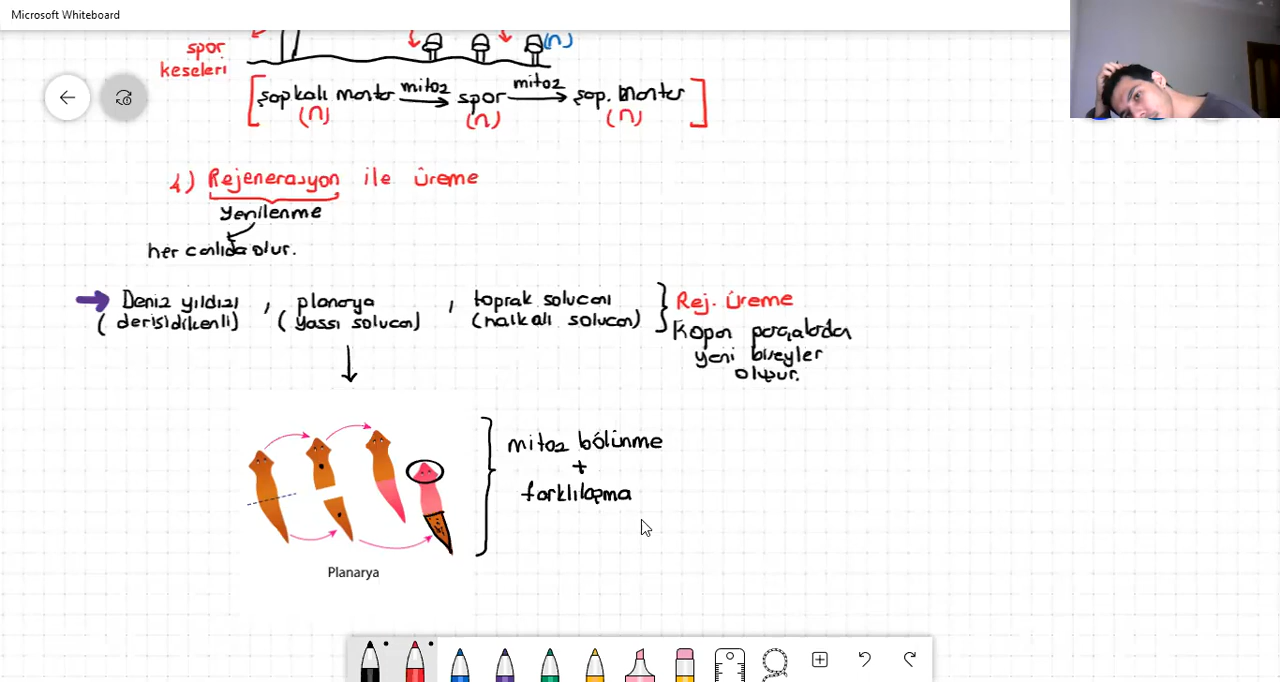 Microsoft Whiteboard
spor
keseleri
(n)
[şapkalı mantar mitoz → spor mitoz → şap. mantar]
(n) (n) (n)
4) Rejenerasyon ile üreme
yenilenme
her canlıda olur.
→ Deniz yıldızı , planarya , toprak solucanı } Rej. üreme
(derisidikenli) (yassı solucan) (halkalı solucan)
Kopan parçalardan
yeni bireyler
oluşur.
mitoz bölünme
+
farklılaşma
Planarya